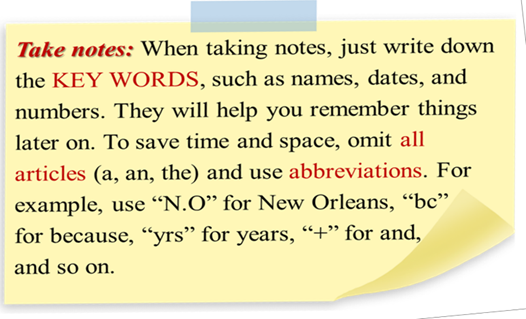 Take notes: When taking notes, just write down
the KEY WORDS, such as names, dates, and
numbers. They will help you remember things
later on. To save time and space, omit all
articles (a, an, the) and use abbreviations. For
example, use “N.O” for New Orleans, “bc”
for because, “yrs” for years, “+” for and,
and so on.